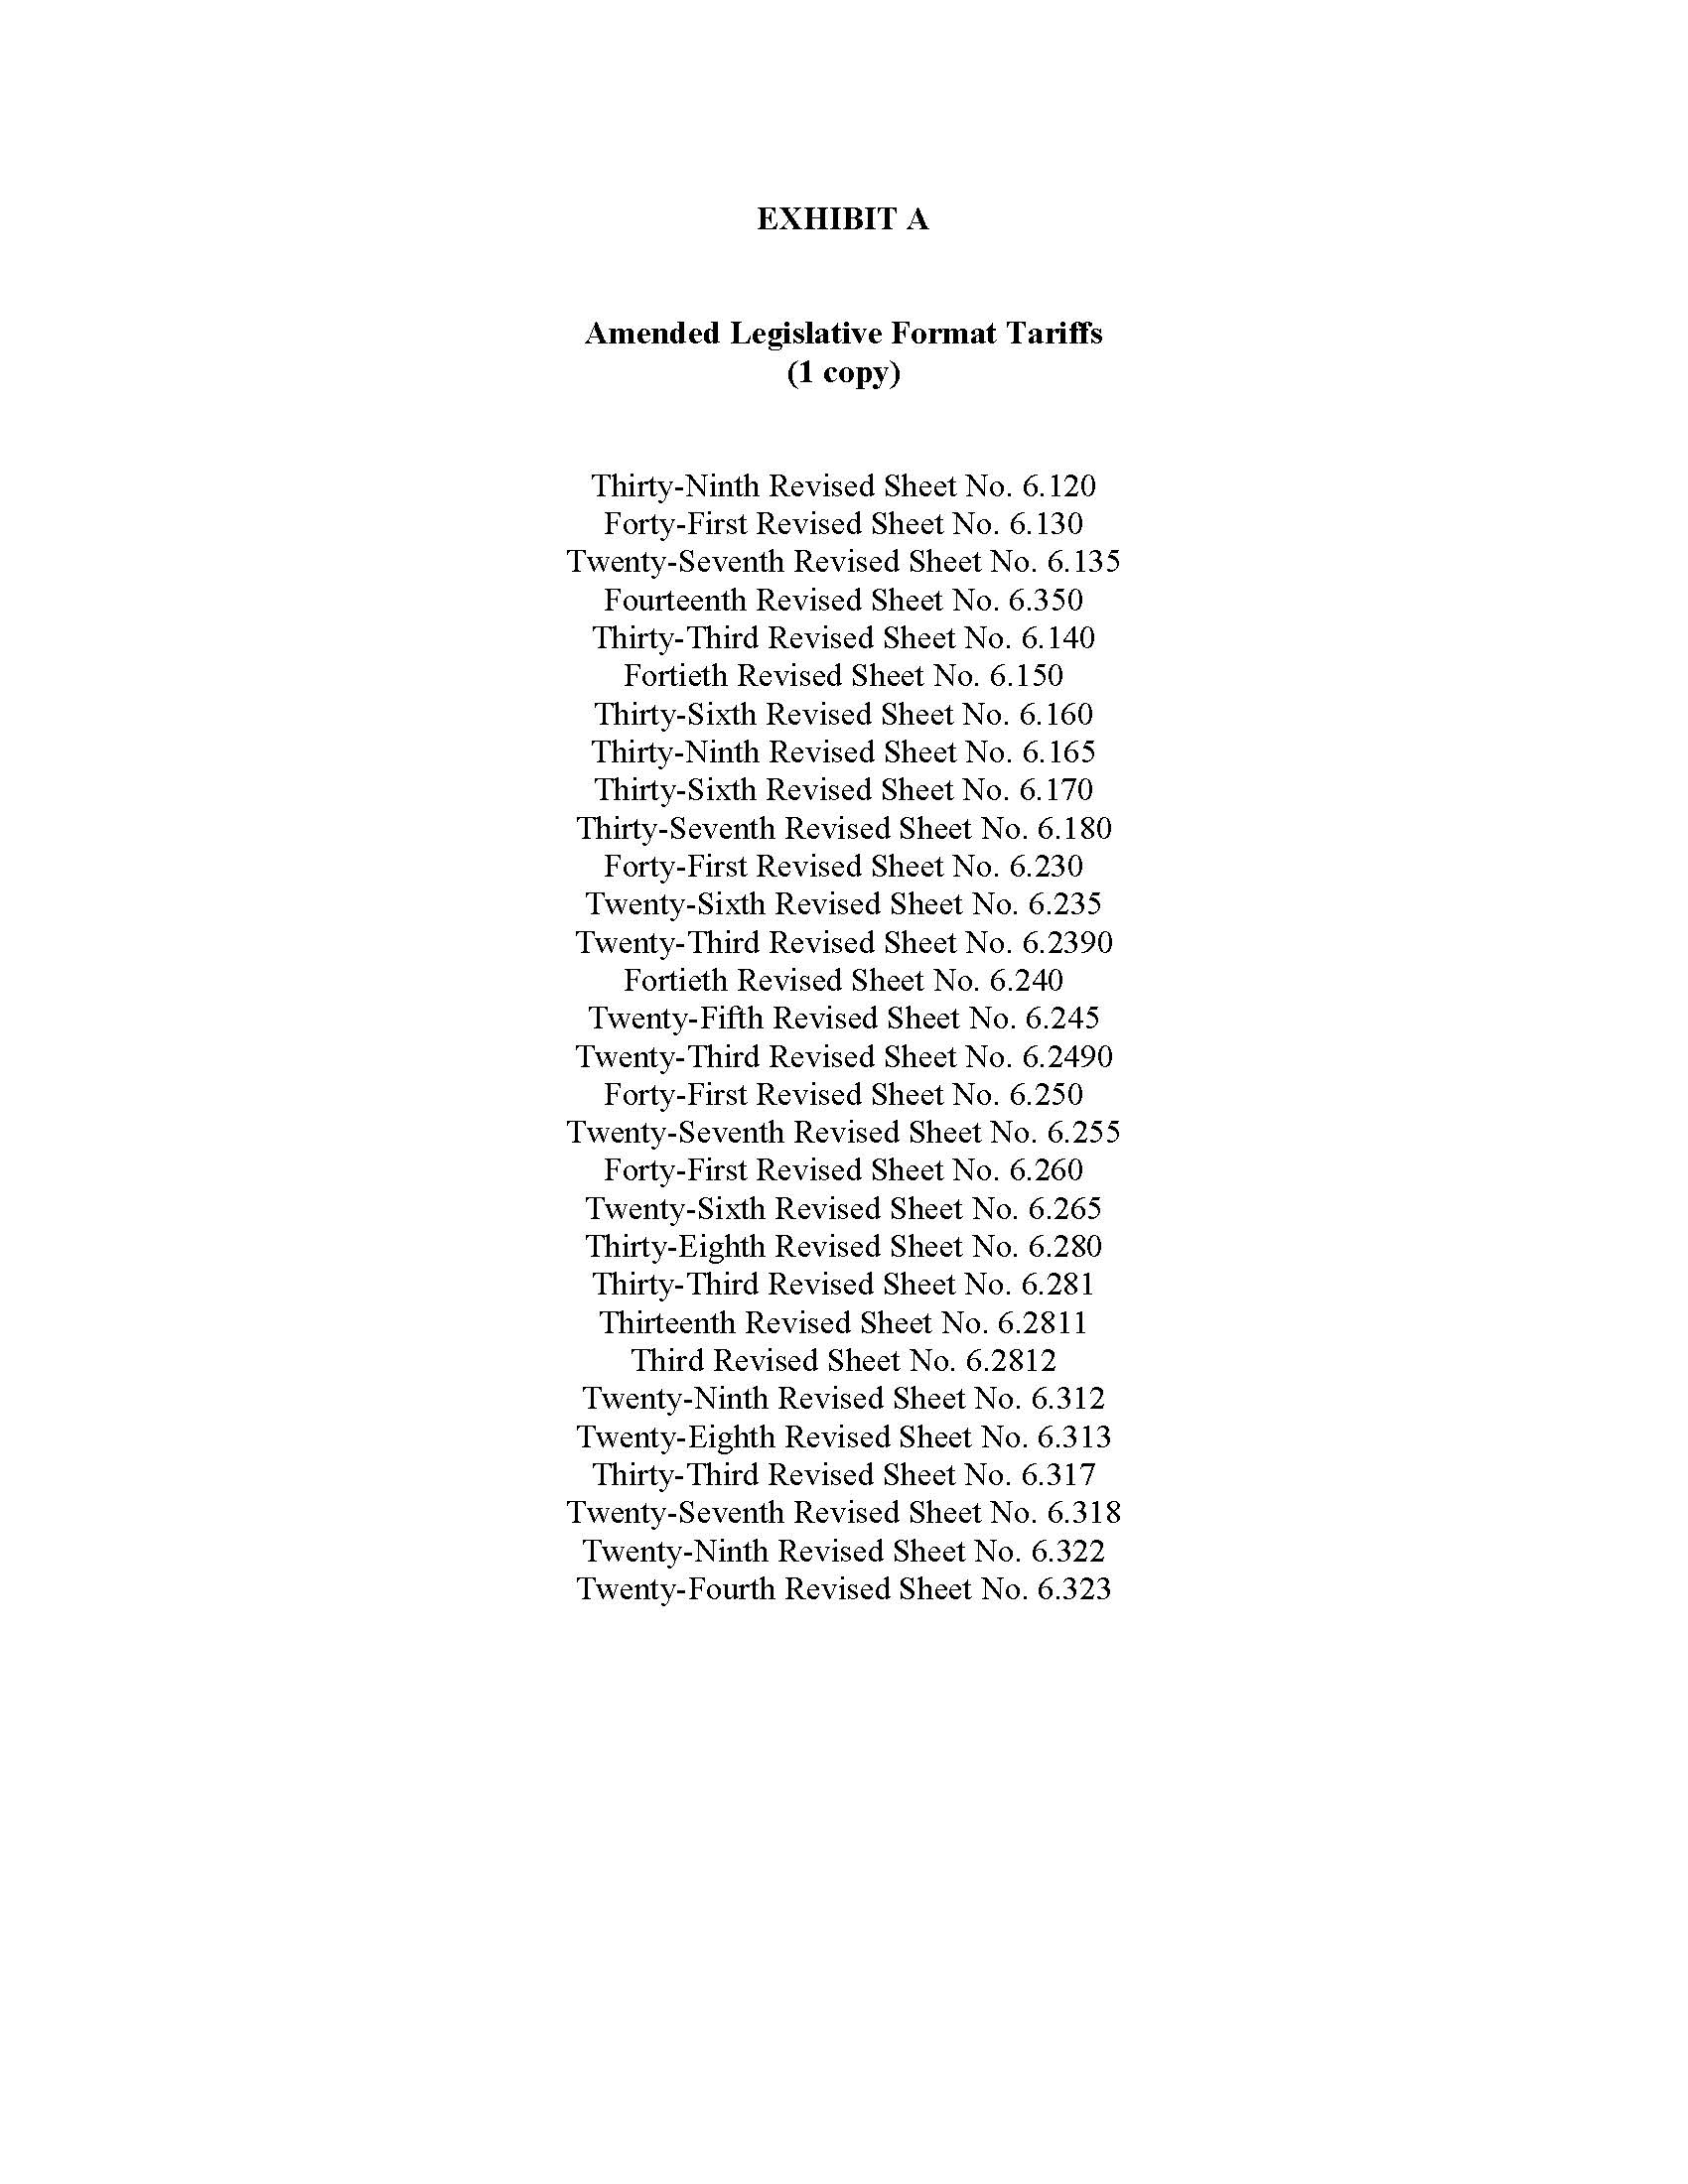 EXHIBIT A
Amended Legislative Format Tariffs
(1 copy)
Thirty-Ninth Revised Sheet No. 6.120
Forty-First Revised Sheet No. 6.130
Twenty-Seventh Revised Sheet No. 6.135
Fourteenth Revised Sheet No. 6.350
Thirty-Third Revised Sheet No. 6.140
Fortieth Revised Sheet No. 6.150
Thirty-Sixth Revised Sheet No. 6.160
Thirty-Ninth Revised Sheet No. 6.165
Thirty-Sixth Revised Sheet No. 6.170
Thirty-Seventh Revised Sheet No. 6.180
Forty-First Revised Sheet No. 6.230
Twenty-Sixth Revised Sheet No. 6.235
Twenty-Third Revised Sheet No. 6.2390
Fortieth Revised Sheet No. 6.240
Twenty-Fifth Revised Sheet No. 6.245
Twenty-Third Revised Sheet No. 6.2490
Forty-First Revised Sheet No. 6.250
Twenty-Seventh Revised Sheet No. 6.255
Forty-First Revised Sheet No. 6.260
Twenty-Sixth Revised Sheet No. 6.265
Thirty-Eighth Revised Sheet No. 6.280
Thirty-Third Revised Sheet No. 6.281
Thirteenth Revised Sheet No. 6.2811
Third Revised Sheet No. 6.2812
Twenty-Ninth Revised Sheet No. 6.312
Twenty-Eighth Revised Sheet No. 6.313
Thirty-Third Revised Sheet No. 6.317
Twenty-Seventh Revised Sheet No. 6.318
Twenty-Ninth Revised Sheet No. 6.322
Twenty-Fourth Revised Sheet No. 6.323